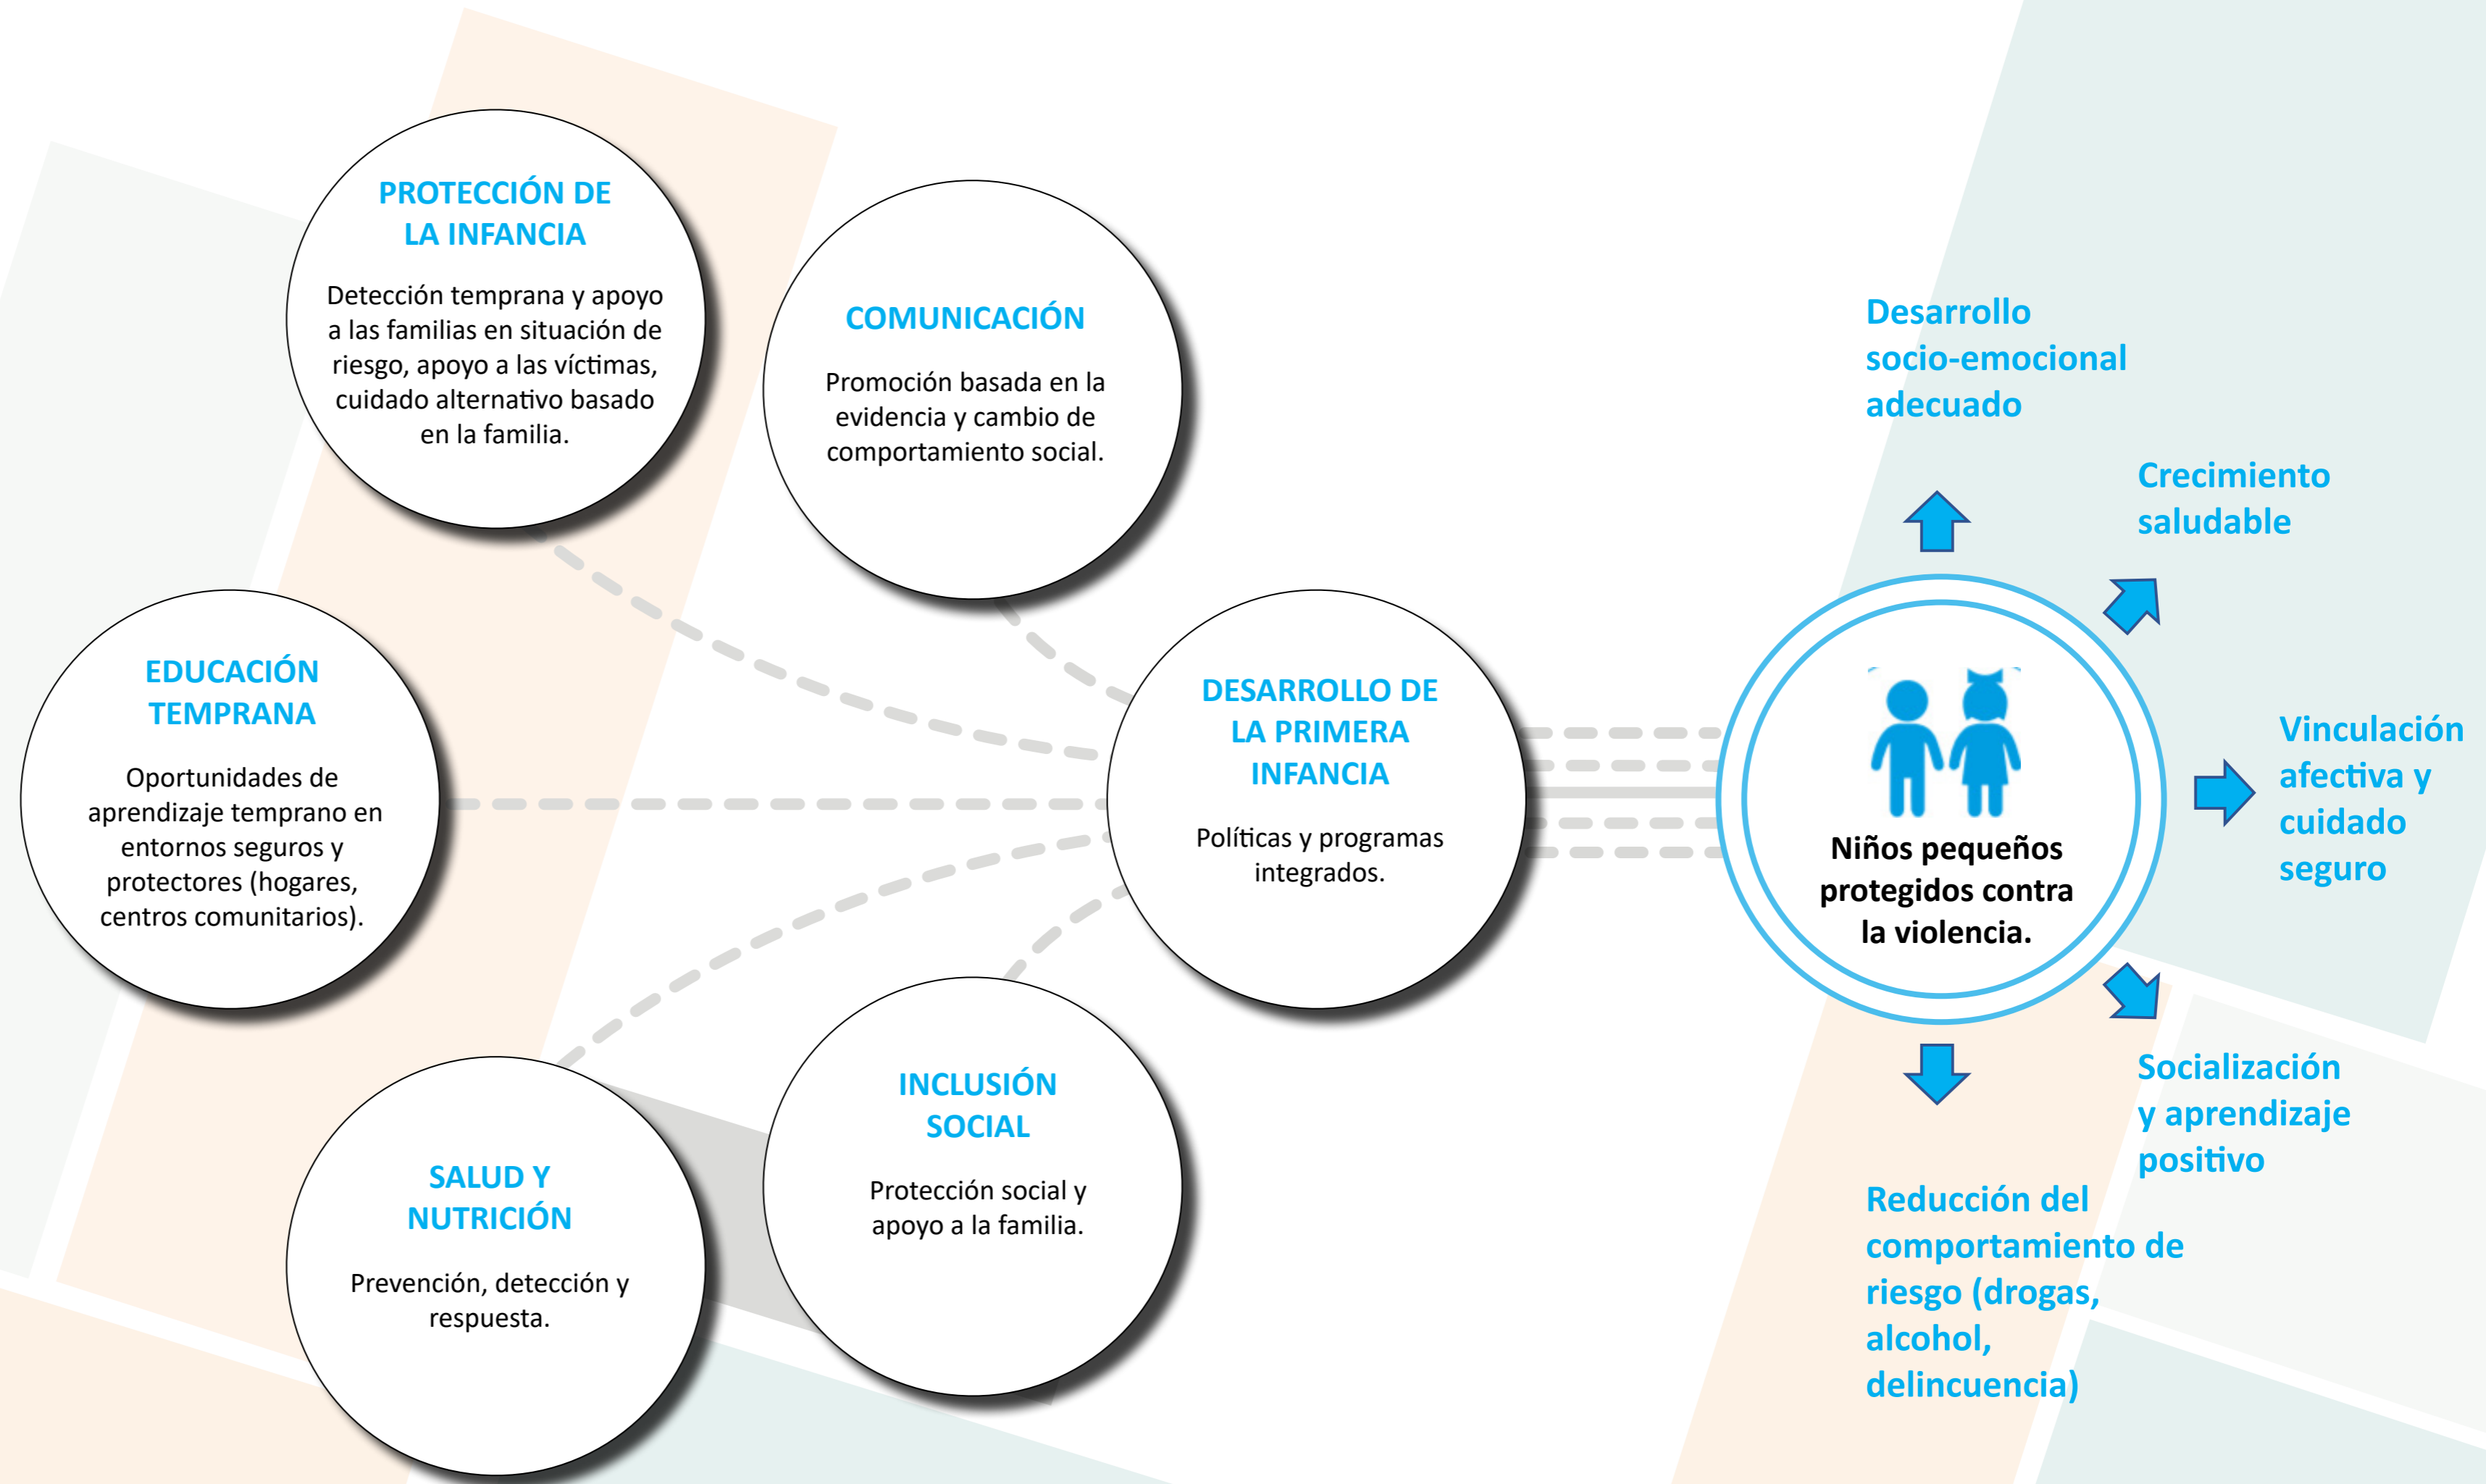 PROTECCIÓN DE
LA INFANCIA
Detección temprana y apoyo
a las familias en situación de
riesgo, apoyo a las víctimas,
cuidado alternativo basado
en la familia.
COMUNICACIÓN
Promoción basada en la
evidencia y cambio de
comportamiento social.
EDUCACIÓN
TEMPRANA
Oportunidades de
aprendizaje temprano en
entornos seguros y
protectores (hogares,
centros comunitarios).
DESARROLLO DE
LA PRIMERA
INFANCIA
Políticas y programas
integrados.
SALUD Y
NUTRICIÓN
Prevención, detección y
respuesta.
INCLUSIÓN
SOCIAL
Protección social y
apoyo a la familia.
Niños pequeños
protegidos contra
la violencia.
Desarrollo
socio-emocional
adecuado
Crecimiento
saludable
Vinculación
afectiva y
cuidado
seguro
Socialización
y aprendizaje
positivo
Reducción del
comportamiento de
riesgo (drogas,
alcohol,
delincuencia)